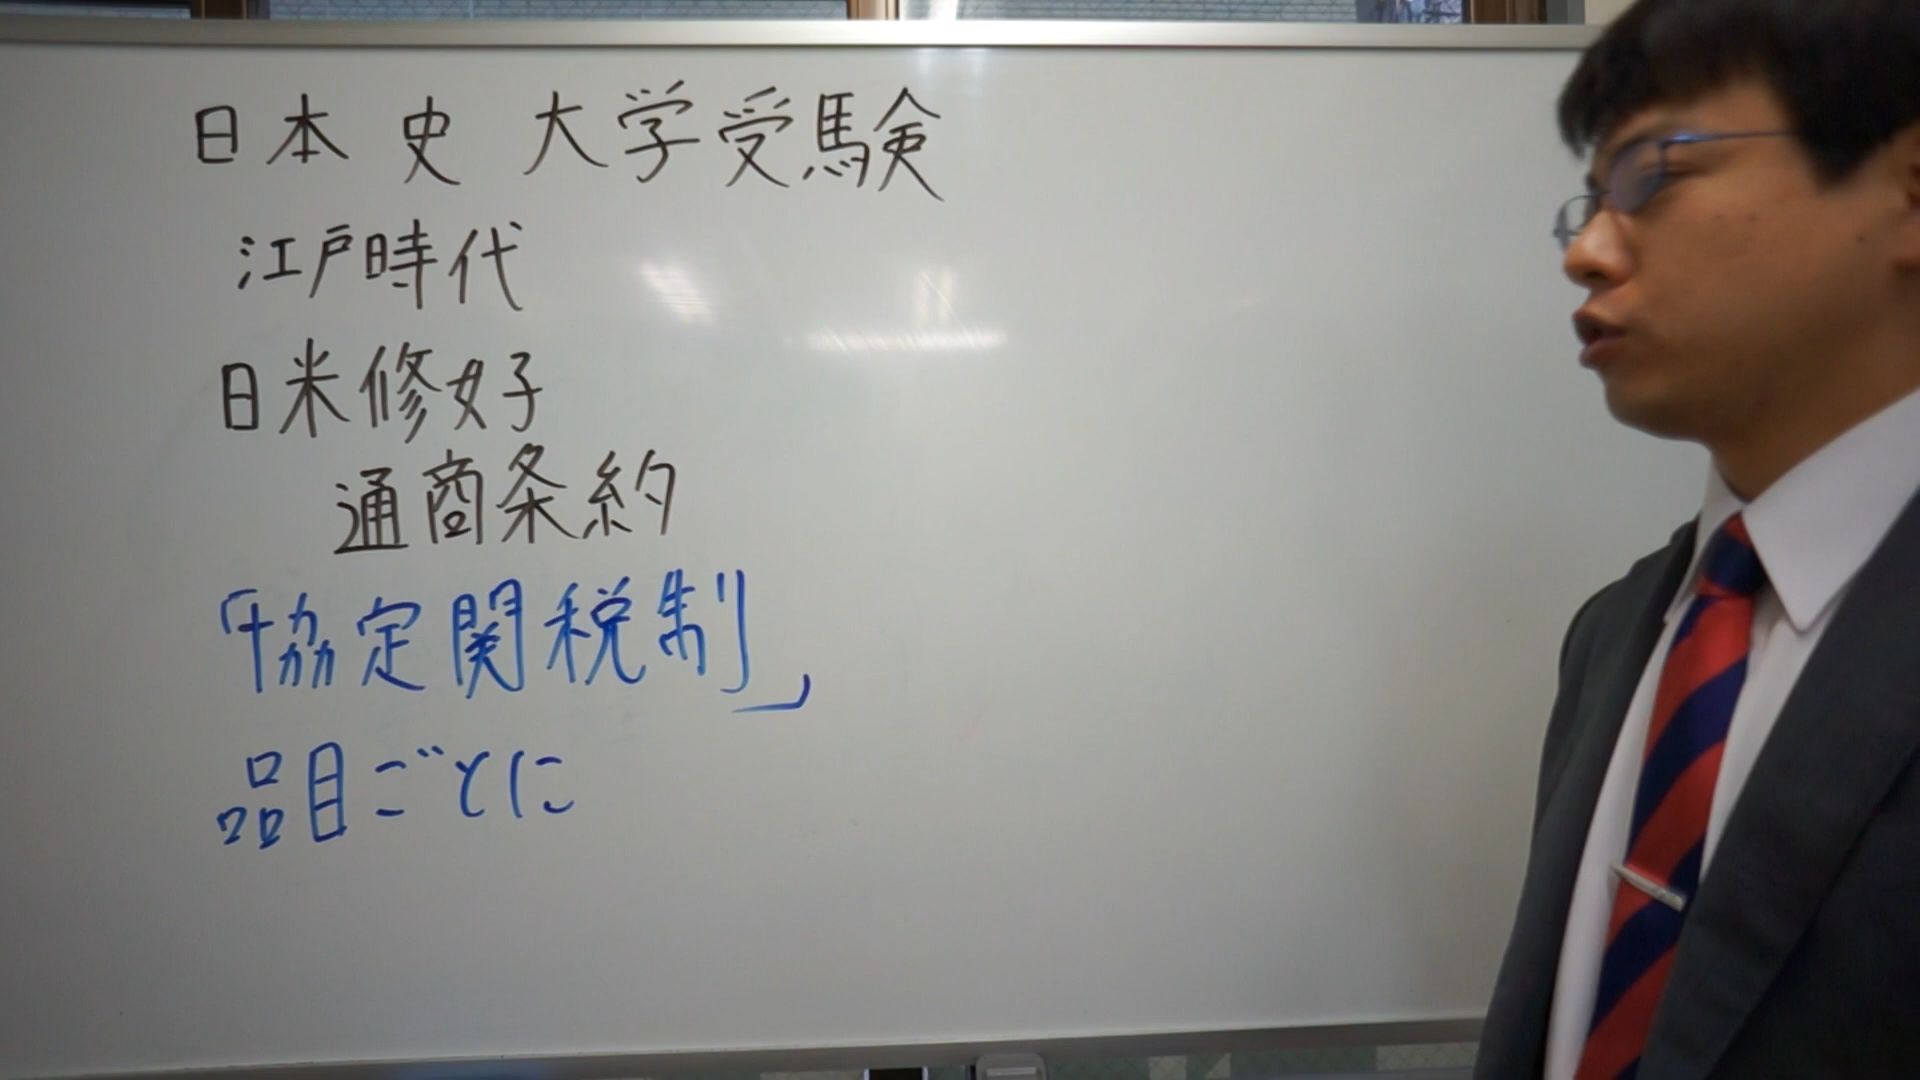 日本史 大学受験
江戸時代
日米修好
通商条約
「協定関税制」
品目ごとに